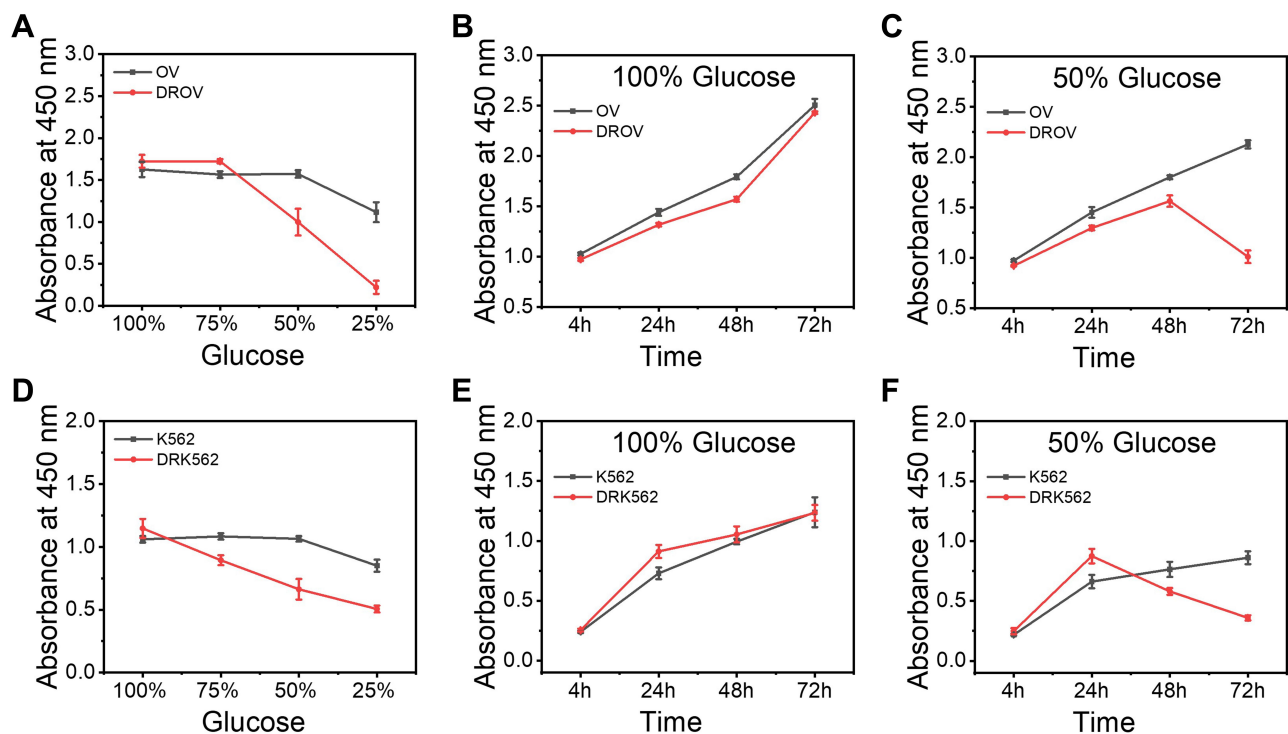 A
Absorbance at 450 nm
3.0
2.5
2.0
1.5
1.0
0.5
0.0
OV
DROV
100% 75% 50% 25%
Glucose
B
Absorbance at 450 nm
3.0
2.5
2.0
1.5
1.0
0.5
100% Glucose
OV
DROV
4h 24h 48h 72h
Time
C
Absorbance at 450 nm
3.0
2.5
2.0
1.5
1.0
0.5
50% Glucose
OV
DROV
4h 24h 48h 72h
Time
D
Absorbance at 450 nm
2.0
1.5
1.0
0.5
0.0
K562
DRK562
100% 75% 50% 25%
Glucose
E
Absorbance at 450 nm
2.0
1.5
1.0
0.5
0.0
100% Glucose
K562
DRK562
4h 24h 48h 72h
Time
F
Absorbance at 450 nm
2.0
1.5
1.0
0.5
0.0
50% Glucose
K562
DRK562
4h 24h 48h 72h
Time